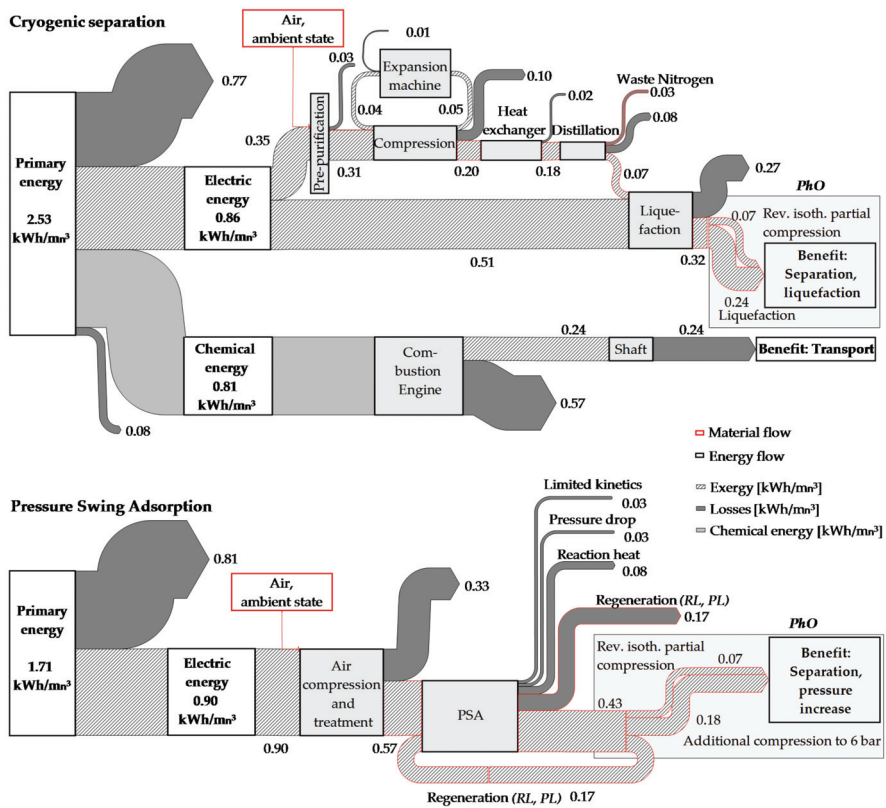 Cryogenic separation
Air,
ambient state
0.01
0.03
Expansion
machine
0.77
0.04
0.05
0.10
Waste Nitrogen
0.03
0.08
Heat
exchanger
0.02
Distillation
0.35
Pre-purification
Compression
0.31
0.20
0.18
0.07
0.27
Primary
energy
2.53
kWh/mn³
Electric
energy
0.86
kWh/mn³
Lique-
faction
0.51
0.32
PhO
Rev. isoth. partial
compression
0.07
Benefit:
Separation,
liquefaction
0.24
Liquefaction
Chemical
energy
0.81
kWh/mn³
Com-
bustion
Engine
0.24
Shaft
0.24
Benefit: Transport
0.57
0.08
Material flow
Energy flow
Exergy [kWh/mn³]
Losses [kWh/mn³]
Chemical energy [kWh/mn³]
Pressure Swing Adsorption
Limited kinetics
0.03
Pressure drop
0.03
Reaction heat
0.08
0.81
Air,
ambient state
0.33
Regeneration (RL, PL)
0.17
Primary
energy
1.71
kWh/mn³
Electric
energy
0.90
kWh/mn³
Air
compression
and
treatment
PSA
0.90
0.57
PhO
Rev. isoth. partial
compression
0.07
0.43
0.18
Benefit:
Separation,
pressure
increase
Additional compression to 6 bar
Regeneration (RL, PL) 0.17